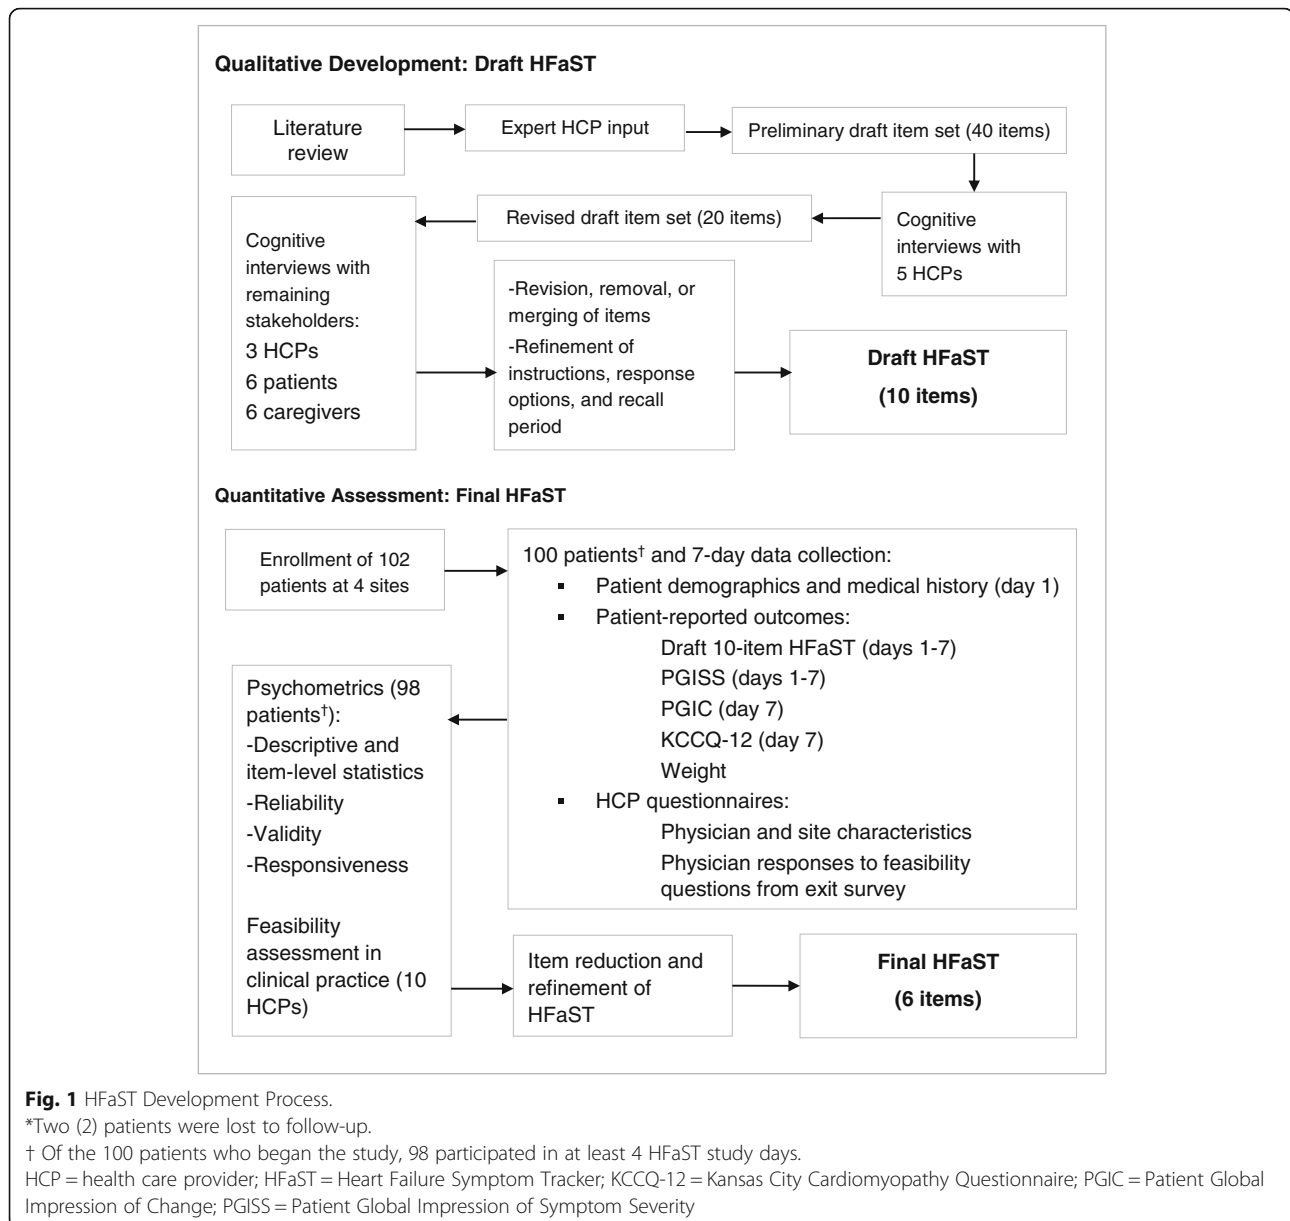 Qualitative Development: Draft HFaST
Literature
review
Expert HCP input
Preliminary draft item set (40 items)
Cognitive
interviews with
5 HCPs
Revised draft item set (20 items)
Cognitive
interviews with
remaining
stakeholders:
3 HCPs
6 patients
6 caregivers
-Revision, removal, or
merging of items
-Refinement of
instructions, response
options, and recall
period
Draft HFaST
(10 items)
Quantitative Assessment: Final HFaST
Enrollment of 102
patients at 4 sites
100 patients† and 7-day data collection:
▪ Patient demographics and medical history (day 1)
▪ Patient-reported outcomes:
Draft 10-item HFaST (days 1-7)
PGISS (days 1-7)
PGIC (day 7)
KCCQ-12 (day 7)
Weight
▪ HCP questionnaires:
Physician and site characteristics
Physician responses to feasibility
questions from exit survey
Psychometrics (98
patients†):
-Descriptive and
item-level statistics
-Reliability
-Validity
-Responsiveness
Feasibility
assessment in
clinical practice (10
HCPs)
Item reduction and
refinement of
HFaST
Final HFaST
(6 items)
Fig. 1 HFaST Development Process.
*Two (2) patients were lost to follow-up.
† Of the 100 patients who began the study, 98 participated in at least 4 HFaST study days.
HCP = health care provider; HFaST = Heart Failure Symptom Tracker; KCCQ-12 = Kansas City Cardiomyopathy Questionnaire; PGIC = Patient Global
Impression of Change; PGISS = Patient Global Impression of Symptom Severity